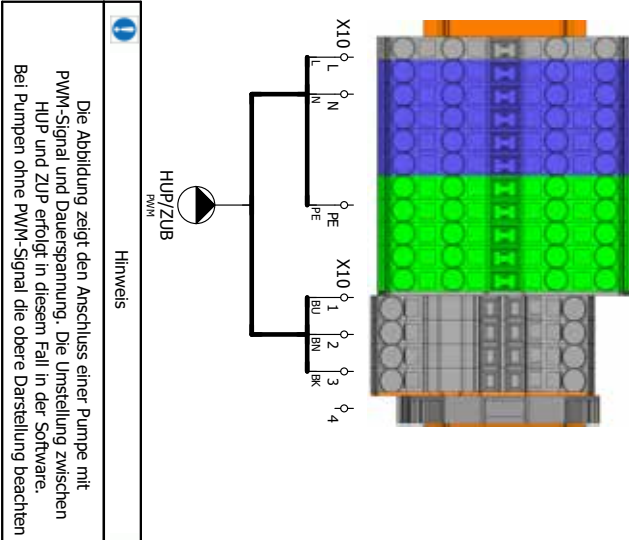 X10
L
N
PE
L
N
PE
X10
1
2
3
4
BU
BN
BK
HUP/ZUB
PWM
Hinweis
Die Abbildung zeigt den Anschluss einer Pumpe mit
PWM-Signal und Dauerspannung. Die Umstellung zwischen
HUP und ZUP erfolgt in diesem Fall in der Software.
Bei Pumpen ohne PWM-Signal die obere Darstellung beachten